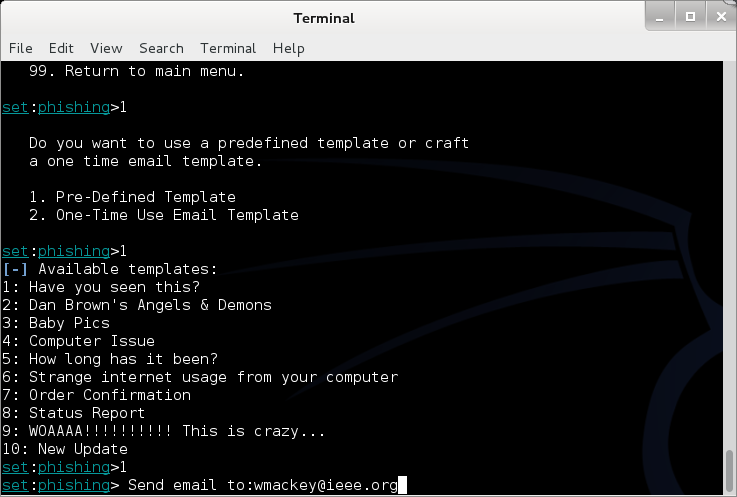 Terminal
File Edit View Search Terminal Help
99. Return to main menu.
set:phishing>1
Do you want to use a predefined template or craft
a one time email template.
1. Pre-Defined Template
2. One-Time Use Email Template
set:phishing>1
[-] Available templates:
1: Have you seen this?
2: Dan Brown's Angels & Demons
3: Baby Pics
4: Computer Issue
5: How long has it been?
6: Strange internet usage from your computer
7: Order Confirmation
8: Status Report
9: WOAAAA!!!!!!!!!! This is crazy...
10: New Update
set:phishing>1
set:phishing> Send email to:wmackey@ieee.org